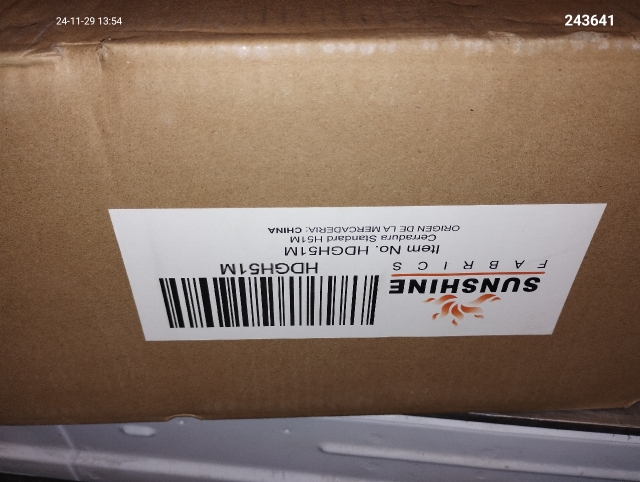 24-11-29 13:54
243641
SUNSHINE
FABRICS
HDGH51M
Item No. HDGH51M
Cerradura Standard H51M
ORIGEN DE LA MERCADERIA: CHINA